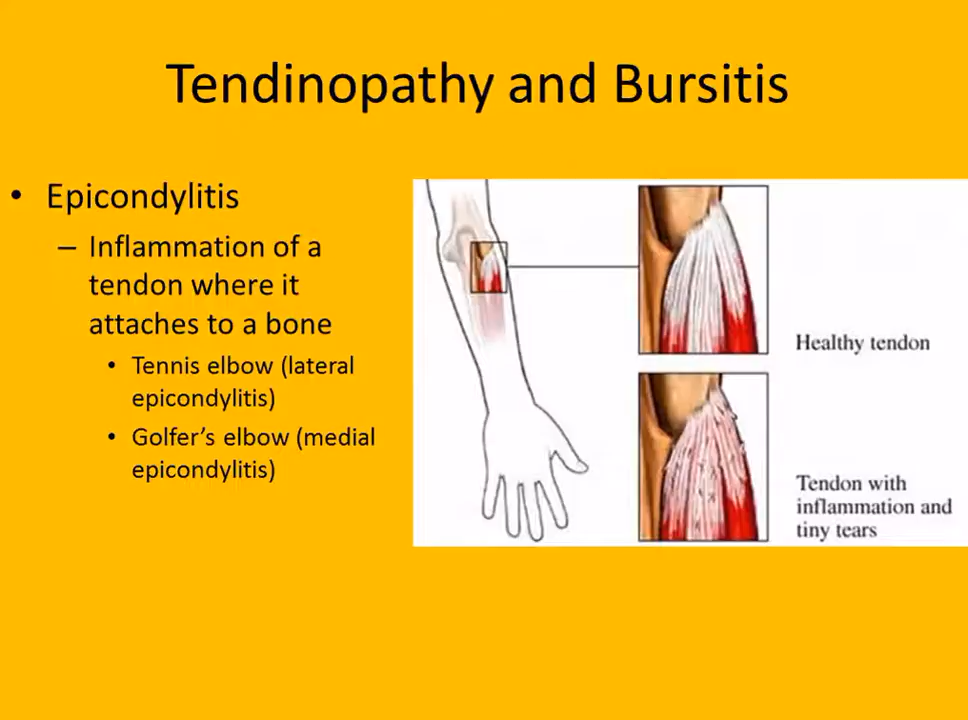 Tendinopathy and Bursitis
• Epicondylitis
– Inflammation of a
tendon where it
attaches to a bone
• Tennis elbow (lateral
epicondylitis)
• Golfer’s elbow (medial
epicondylitis)
Healthy tendon
Tendon with
inflammation and
tiny tears